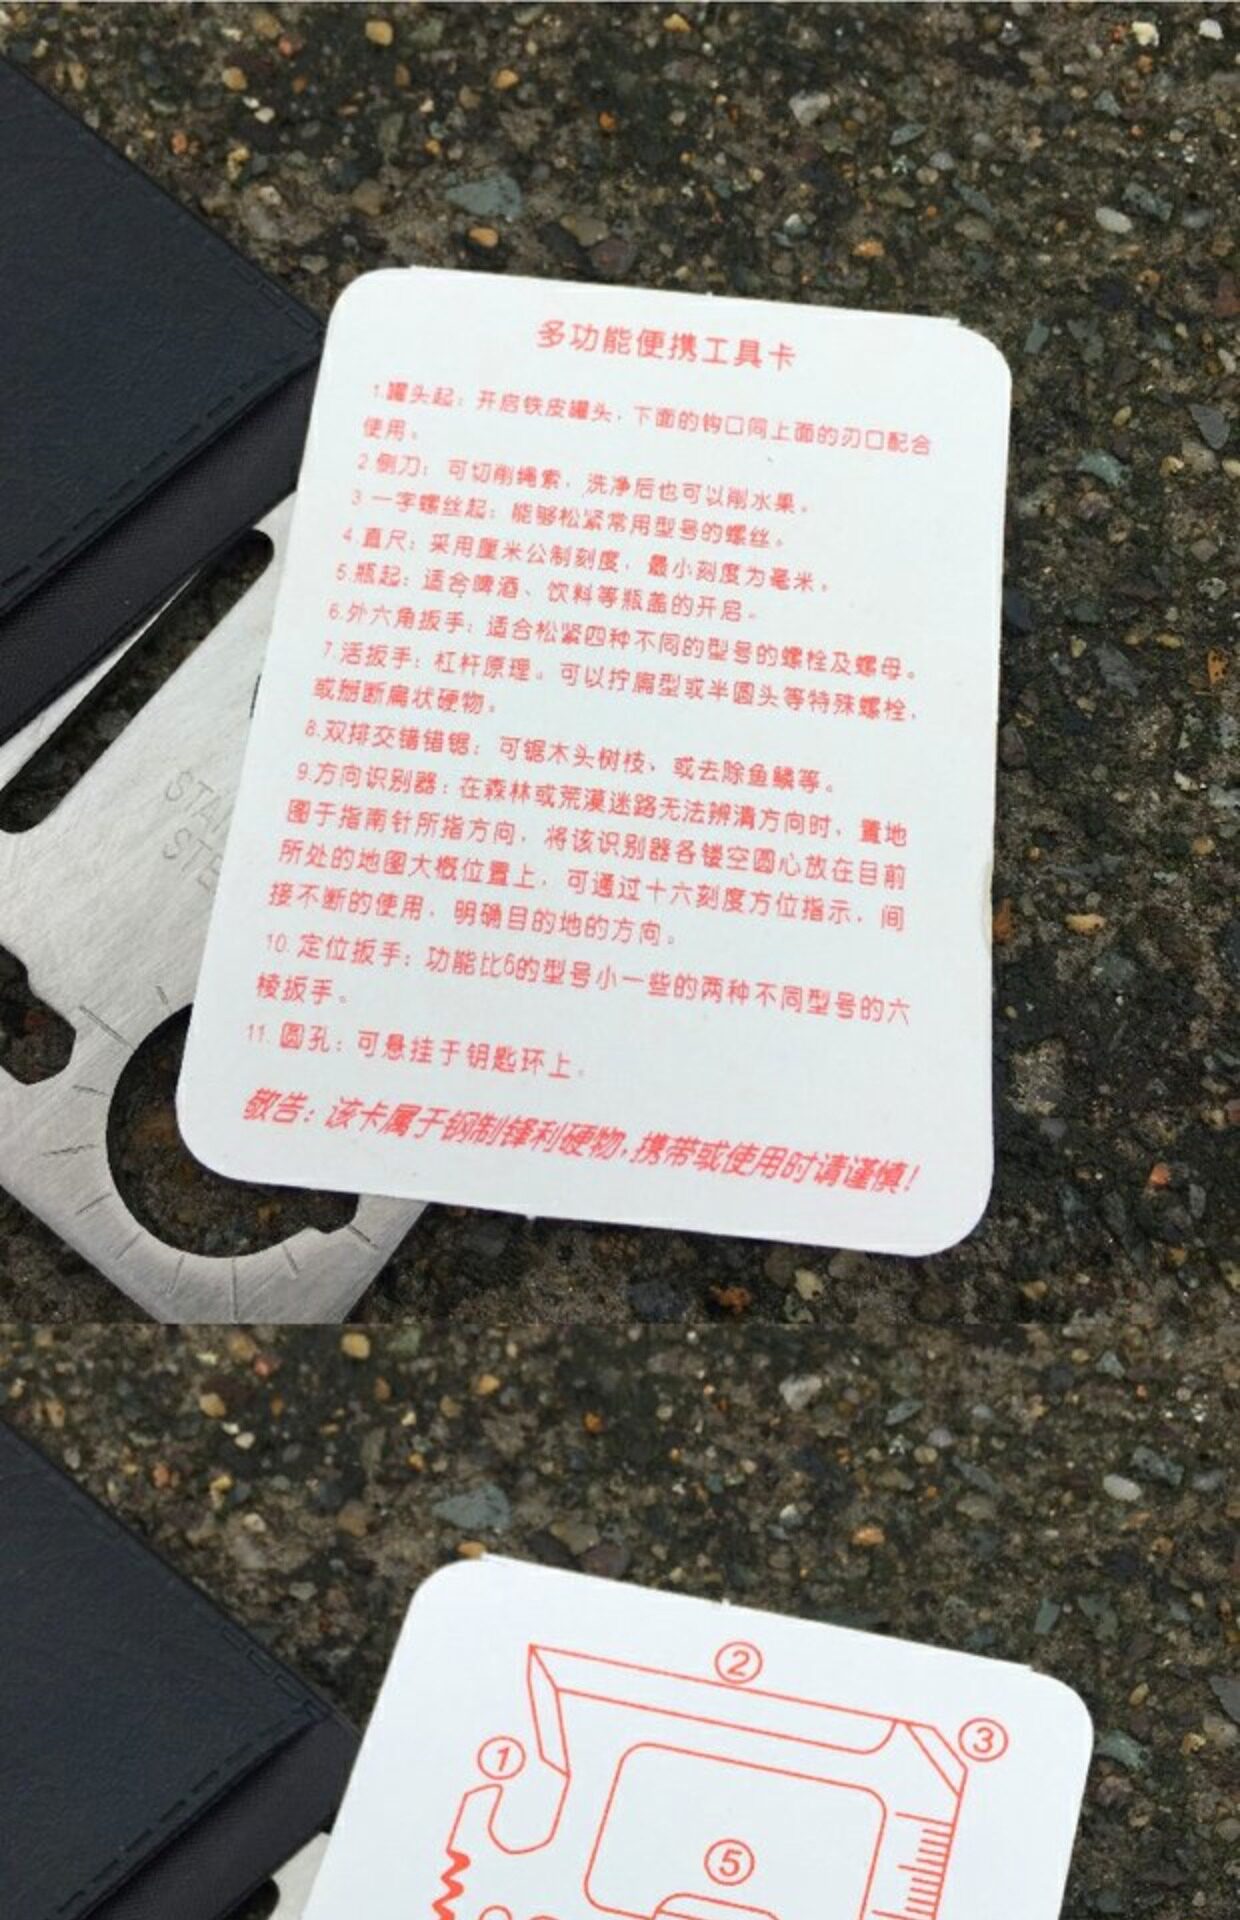 多功能便携工具卡
1.罐头起：开启铁皮罐头，下面的钩口同上面的刃口配合
使用。
2.侧刀：可切削绳索，洗净后也可以削水果。
3.一字螺丝起：能够松紧常用型号的螺丝。
4.直尺：采用厘米公制刻度，最小刻度为毫米。
5.瓶起：适合啤酒、饮料等瓶盖的开启。
6.外六角扳手：适合松紧四种不同的型号的螺栓及螺母。
7.活扳手：杠杆原理。可以拧扁型或半圆头等特殊螺栓，
或掰断扁状硬物。
8.双排交错错锯：可锯木头树枝、或去除鱼鳞等。
9.方向识别器：在森林或荒漠迷路无法辨清方向时，置地
图于指南针所指方向，将该识别器各镂空圆心放在目前
所处的地图大概位置上，可通过十六刻度方位指示，间
接不断的使用，明确目的地的方向。
10.定位扳手：功能比6的型号小一些的两种不同型号的六
棱扳手。
11.圆孔：可悬挂于钥匙环上。
敬告：该卡属于钢制锋利硬物，携带或使用时请谨慎！
②
③
①
⑤